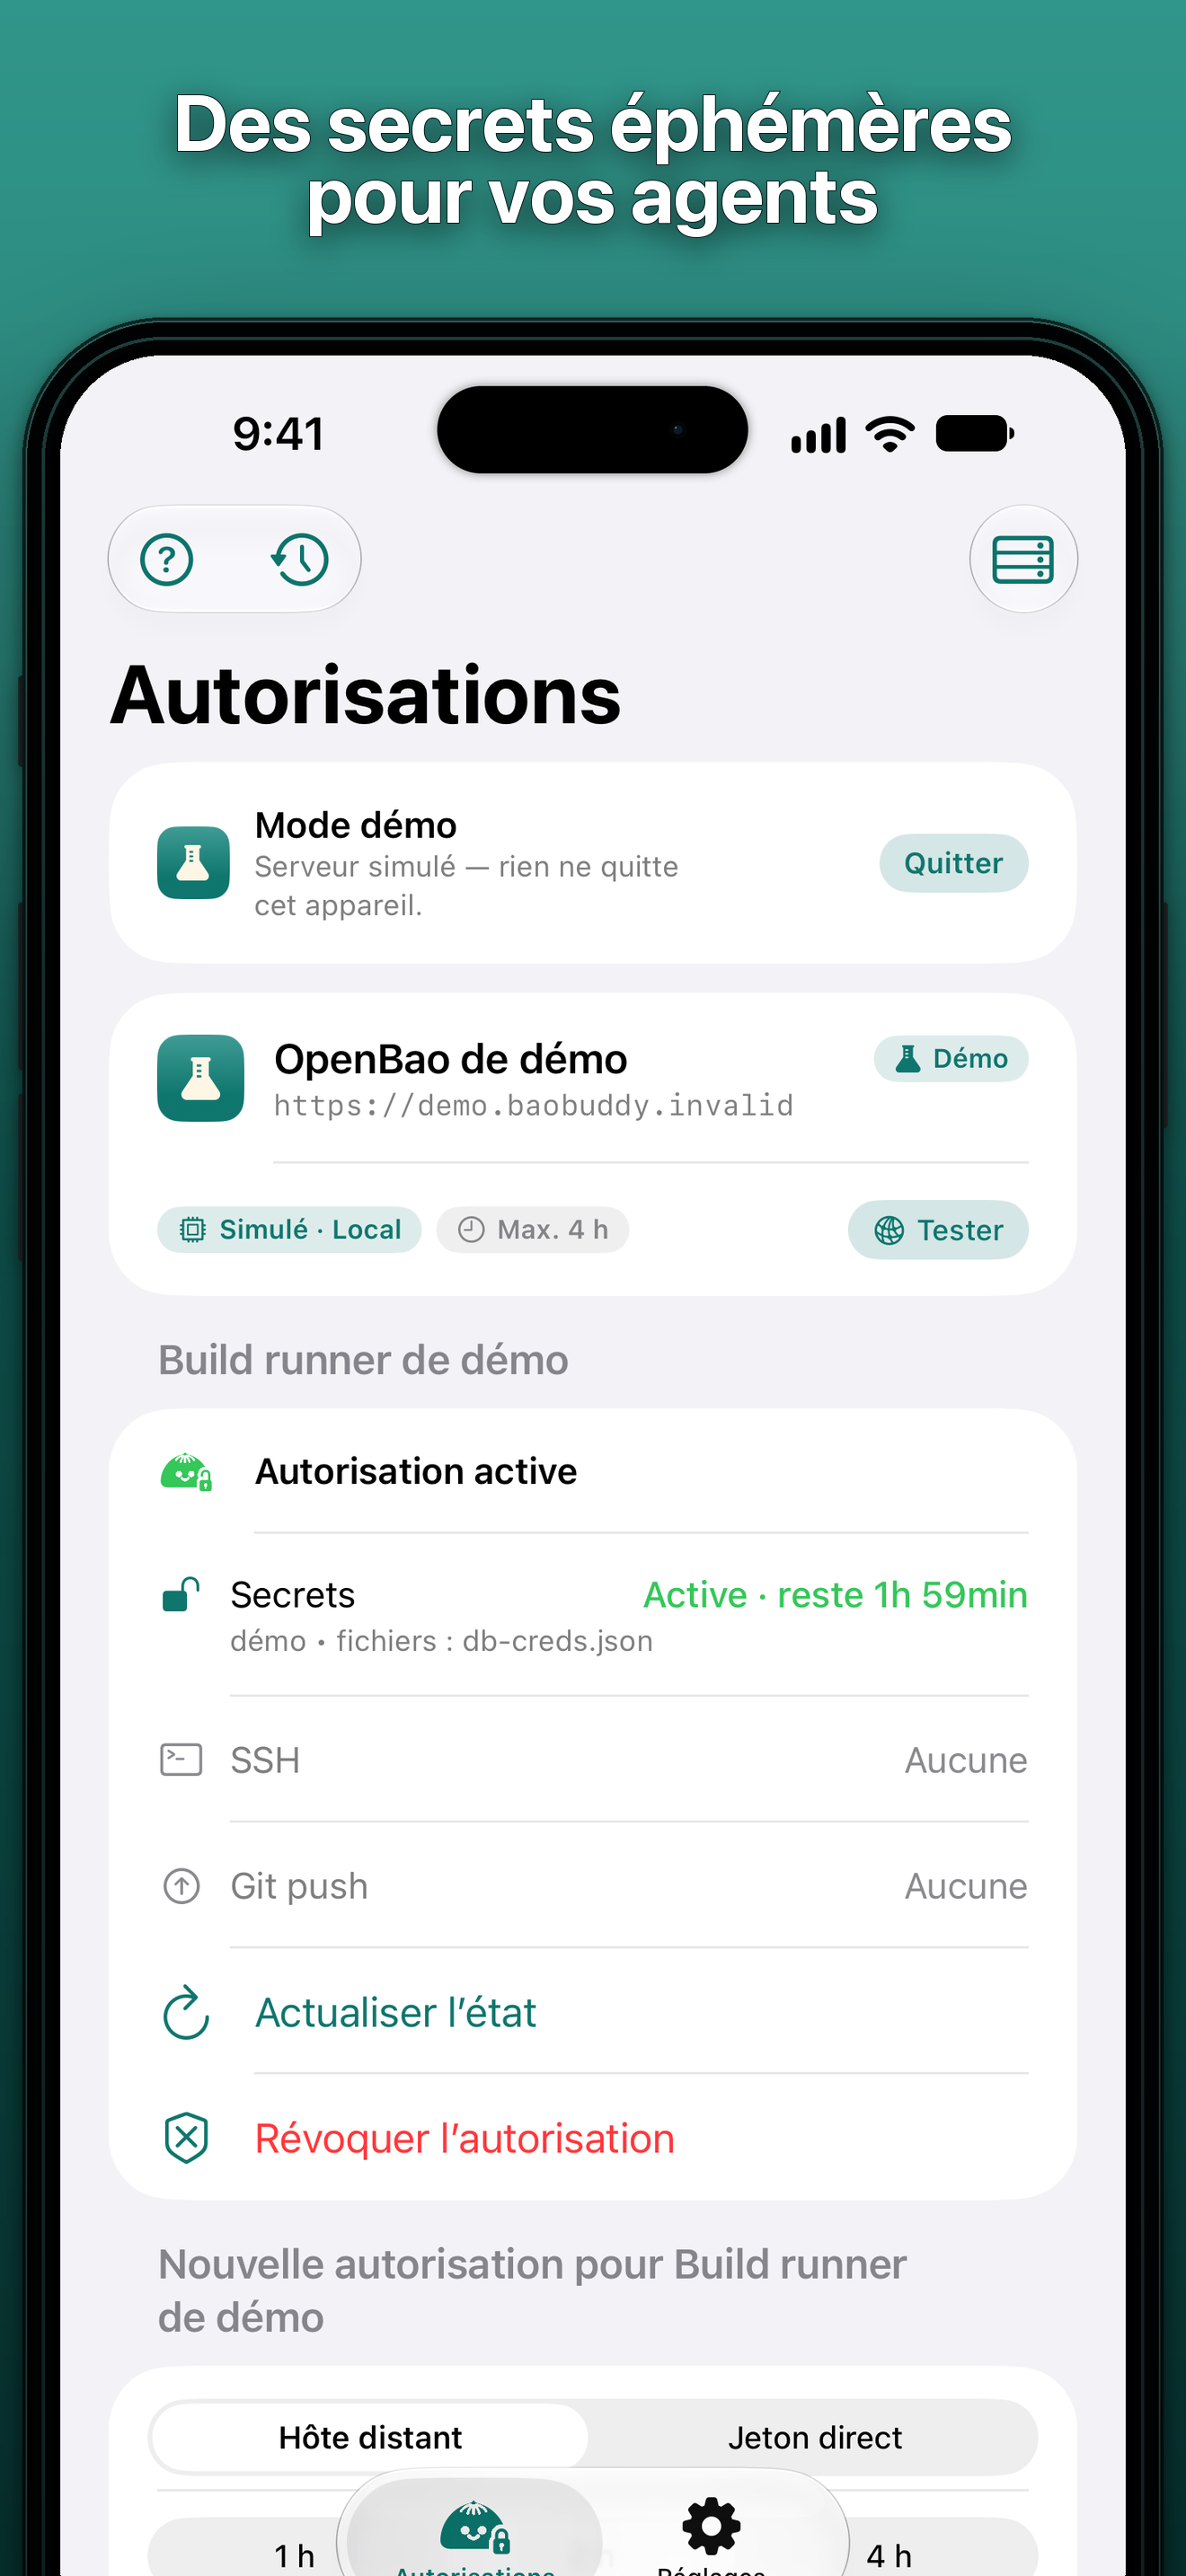 Des secrets éphémères
pour vos agents
9:41
Autorisations
Mode démo
Serveur simulé — rien ne quitte
cet appareil.
Quitter
OpenBao de démo
Démo
https://demo.baobuddy.invalid
Simulé · Local
Max. 4 h
Tester
Build runner de démo
Autorisation active
Secrets
Active · reste 1h 59min
démo • fichiers : db-creds.json
SSH
Aucune
Git push
Aucune
Actualiser l’état
Révoquer l’autorisation
Nouvelle autorisation pour Build runner
de démo
Hôte distant
Jeton direct
1 h
4 h
Autorisations
Réglages